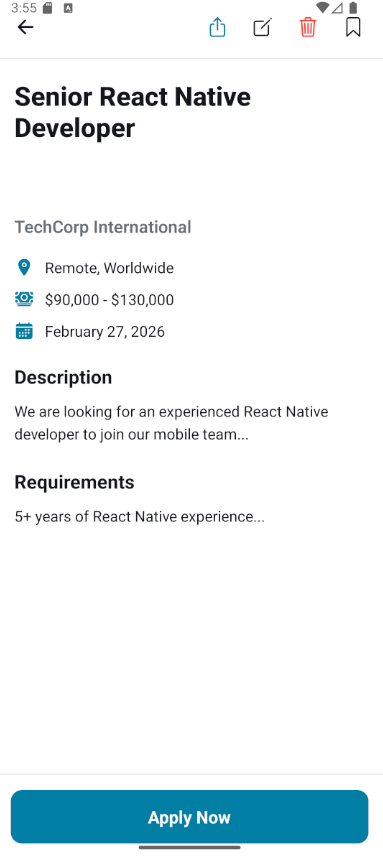 3:55
A
Senior React Native
Developer
TechCorp International
Remote, Worldwide
$90,000 - $130,000
February 27, 2026
Description
We are looking for an experienced React Native
developer to join our mobile team...
Requirements
5+ years of React Native experience...
Apply Now